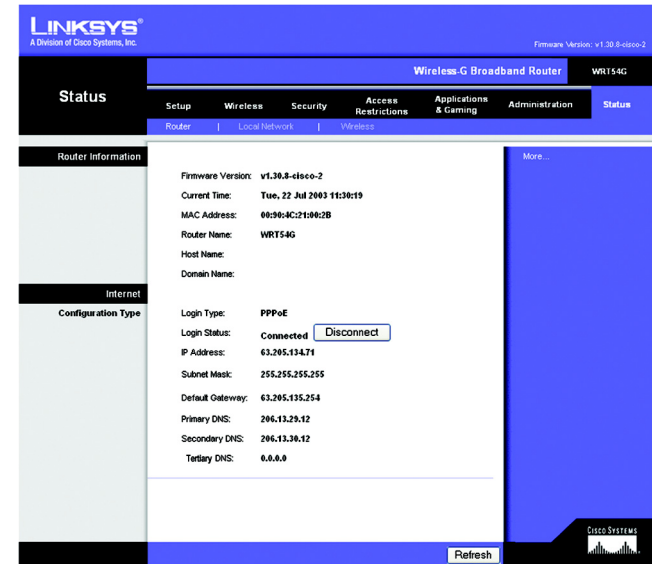 LINKSYS®
A Division of Cisco Systems, Inc.
Firmware Version: v1.30.8-cisco-2
Wireless-G Broadband Router WRT54G
Status
Setup Wireless Security Access Restrictions Applications & Gaming Administration Status
Router | Local Network | Wireless
Router Information
More...
Firmware Version: v1.30.8-cisco-2
Current Time: Tue, 22 Jul 2003 11:30:19
MAC Address: 00:90:4C:21:00:2B
Router Name: WRT54G
Host Name:
Domain Name:
Internet
Configuration Type
Login Type: PPPoE
Login Status: Connected Disconnect
IP Address: 63.205.134.71
Subnet Mask: 255.255.255.255
Default Gateway: 63.205.135.254
Primary DNS: 206.13.29.12
Secondary DNS: 206.13.30.12
Tertiary DNS: 0.0.0.0
CISCO SYSTEMS
Refresh